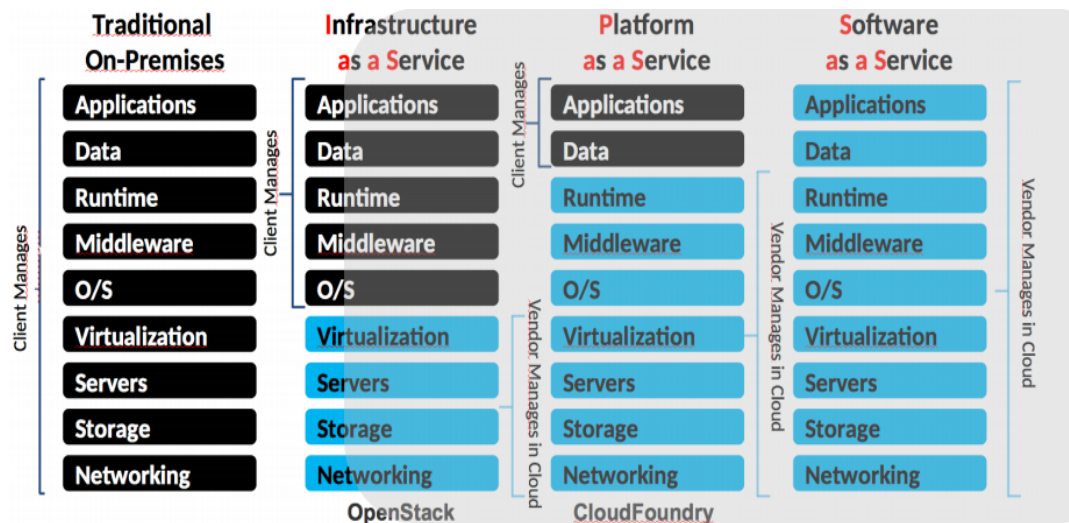 Traditional
On-Premises
Client Manages
Applications
Data
Runtime
Middleware
O/S
Virtualization
Servers
Storage
Networking
Infrastructure
as a Service
Client Manages
Applications
Data
Runtime
Middleware
O/S
Virtualization
Servers
Storage
Networking
Vendor Manages in Cloud
OpenStack
Platform
as a Service
Client Manages
Applications
Data
Runtime
Middleware
O/S
Virtualization
Servers
Storage
Networking
Vendor Manages in Cloud
CloudFoundry
Software
as a Service
Applications
Data
Runtime
Middleware
O/S
Virtualization
Servers
Storage
Networking
Vendor Manages in Cloud